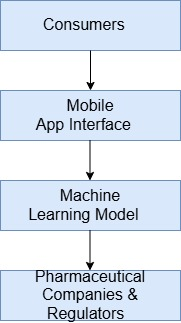 Consumers
Mobile
App Interface
Machine
Learning Model
Pharmaceutical
Companies &
Regulators